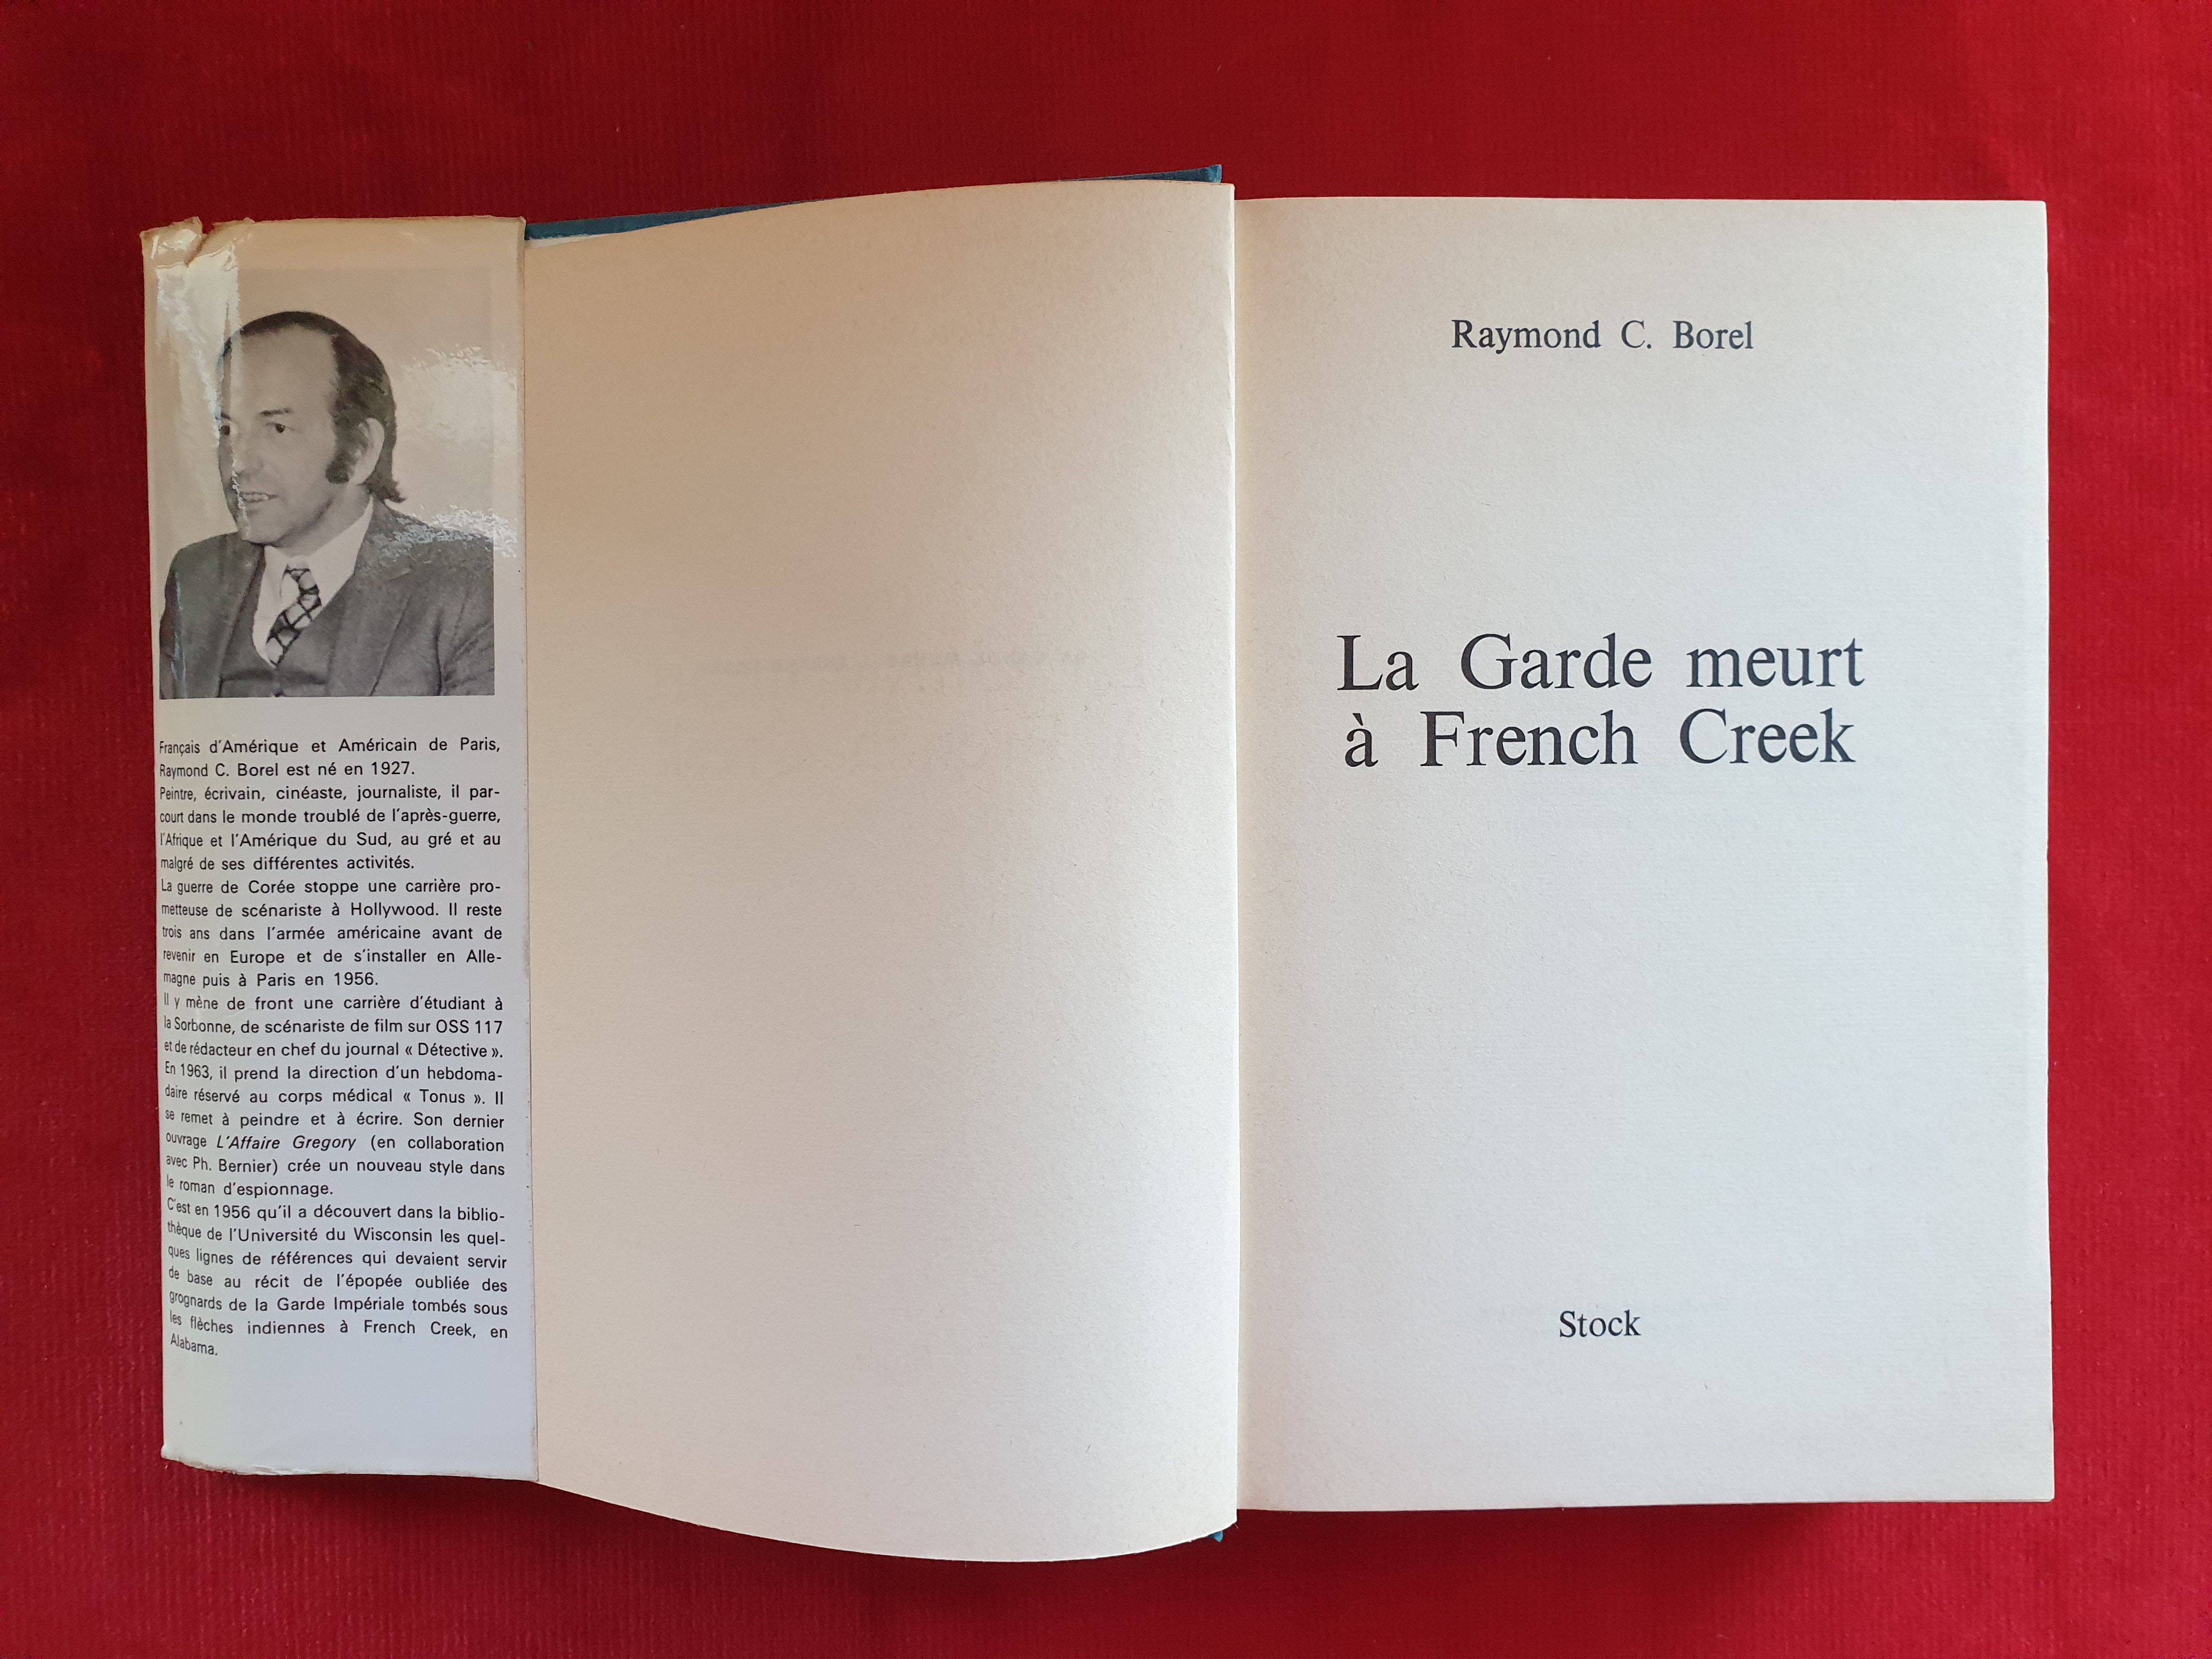 Français d'Amérique et Américain de Paris,
Raymond C. Borel est né en 1927.
Peintre, écrivain, cinéaste, journaliste, il par-
court dans le monde troublé de l'après-guerre,
l'Afrique et l'Amérique du Sud, au gré et au
malgré de ses différentes activités.
La guerre de Corée stoppe une carrière pro-
metteuse de scénariste à Hollywood. Il reste
trois ans dans l'armée américaine avant de
revenir en Europe et de s'installer en Alle-
magne puis à Paris en 1956.
Il y mène de front une carrière d'étudiant à
la Sorbonne, de scénariste de film sur OSS 117
et de rédacteur en chef du journal « Détective ».
En 1963, il prend la direction d'un hebdoma-
daire réservé au corps médical « Tonus ». Il
se remet à peindre et à écrire. Son dernier
ouvrage L'Affaire Gregory (en collaboration
avec Ph. Bernier) crée un nouveau style dans
le roman d'espionnage.
C'est en 1956 qu'il a découvert dans la biblio-
thèque de l'Université du Wisconsin les quel-
ques lignes de références qui devaient servir
de base au récit de l'épopée oubliée des
grognards de la Garde Impériale tombés sous
les flèches indiennes à French Creek, en
Alabama.
Raymond C. Borel
La Garde meurt
à French Creek
Stock